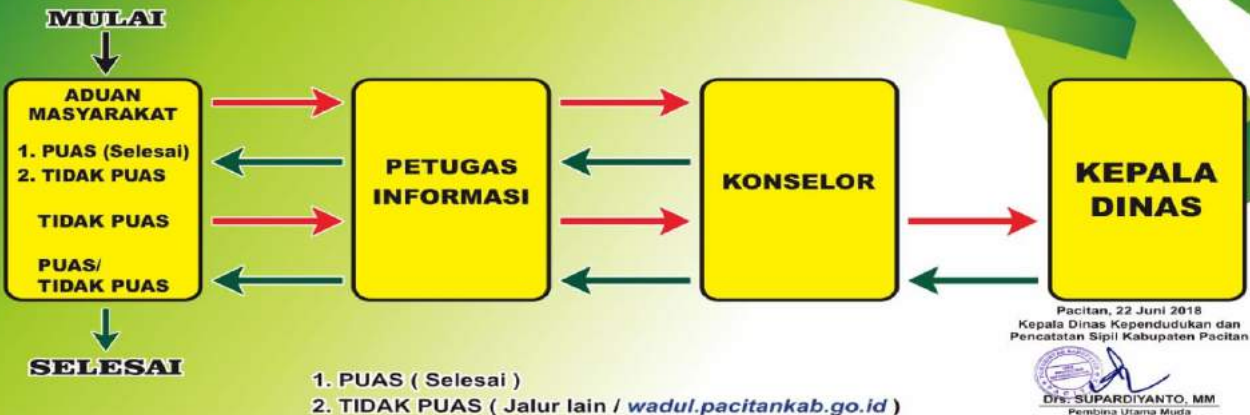 MULAI
ADUAN
MASYARAKAT
1. PUAS (Selesai)
2. TIDAK PUAS
TIDAK PUAS
PUAS/
TIDAK PUAS
SELESAI
PETUGAS
INFORMASI
KONSELOR
KEPALA
DINAS
Pacitan, 22 Juni 2018
Kepala Dinas Kependudukan dan
Pencatatan Sipil Kabupaten Pacitan
Drs. SUPARDIYANTO, MM
Pembina Utama Muda
1. PUAS ( Selesai )
2. TIDAK PUAS ( Jalur lain / wadul.pacitankab.go.id )